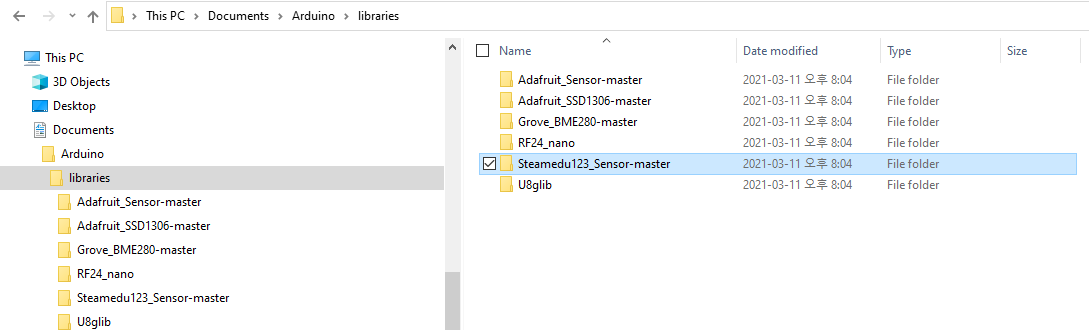 This PC > Documents > Arduino > libraries
This PC
3D Objects
Desktop
Documents
Arduino
libraries
Adafruit_Sensor-master
Adafruit_SSD1306-master
Grove_BME280-master
RF24_nano
Steamedu123_Sensor-master
U8glib
Name Date modified Type Size
Adafruit_Sensor-master 2021-03-11 오후 8:04 File folder
Adafruit_SSD1306-master 2021-03-11 오후 8:04 File folder
Grove_BME280-master 2021-03-11 오후 8:04 File folder
RF24_nano 2021-03-11 오후 8:04 File folder
Steamedu123_Sensor-master 2021-03-11 오후 8:04 File folder
U8glib 2021-03-11 오후 8:04 File folder